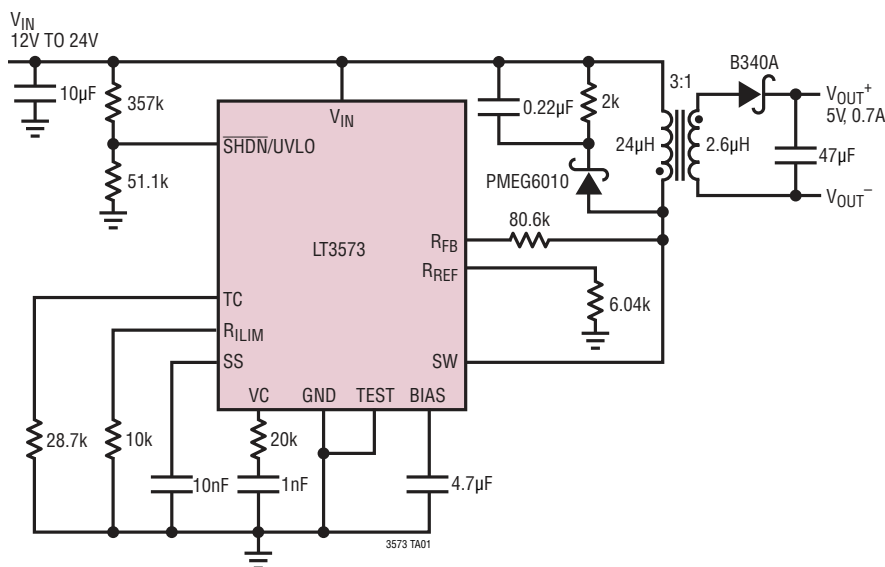 VIN
12V TO 24V
10µF
357k
51.1k
VIN
SHDN/UVLO
LT3573
RFB
RREF
TC
RILIM
SS
SW
VC
GND
TEST
BIAS
0.22µF
2k
PMEG6010
80.6k
6.04k
3:1
24µH
2.6µH
B340A
VOUT+
5V, 0.7A
47µF
VOUT−
28.7k
10k
10nF
20k
1nF
4.7µF
3573 TA01